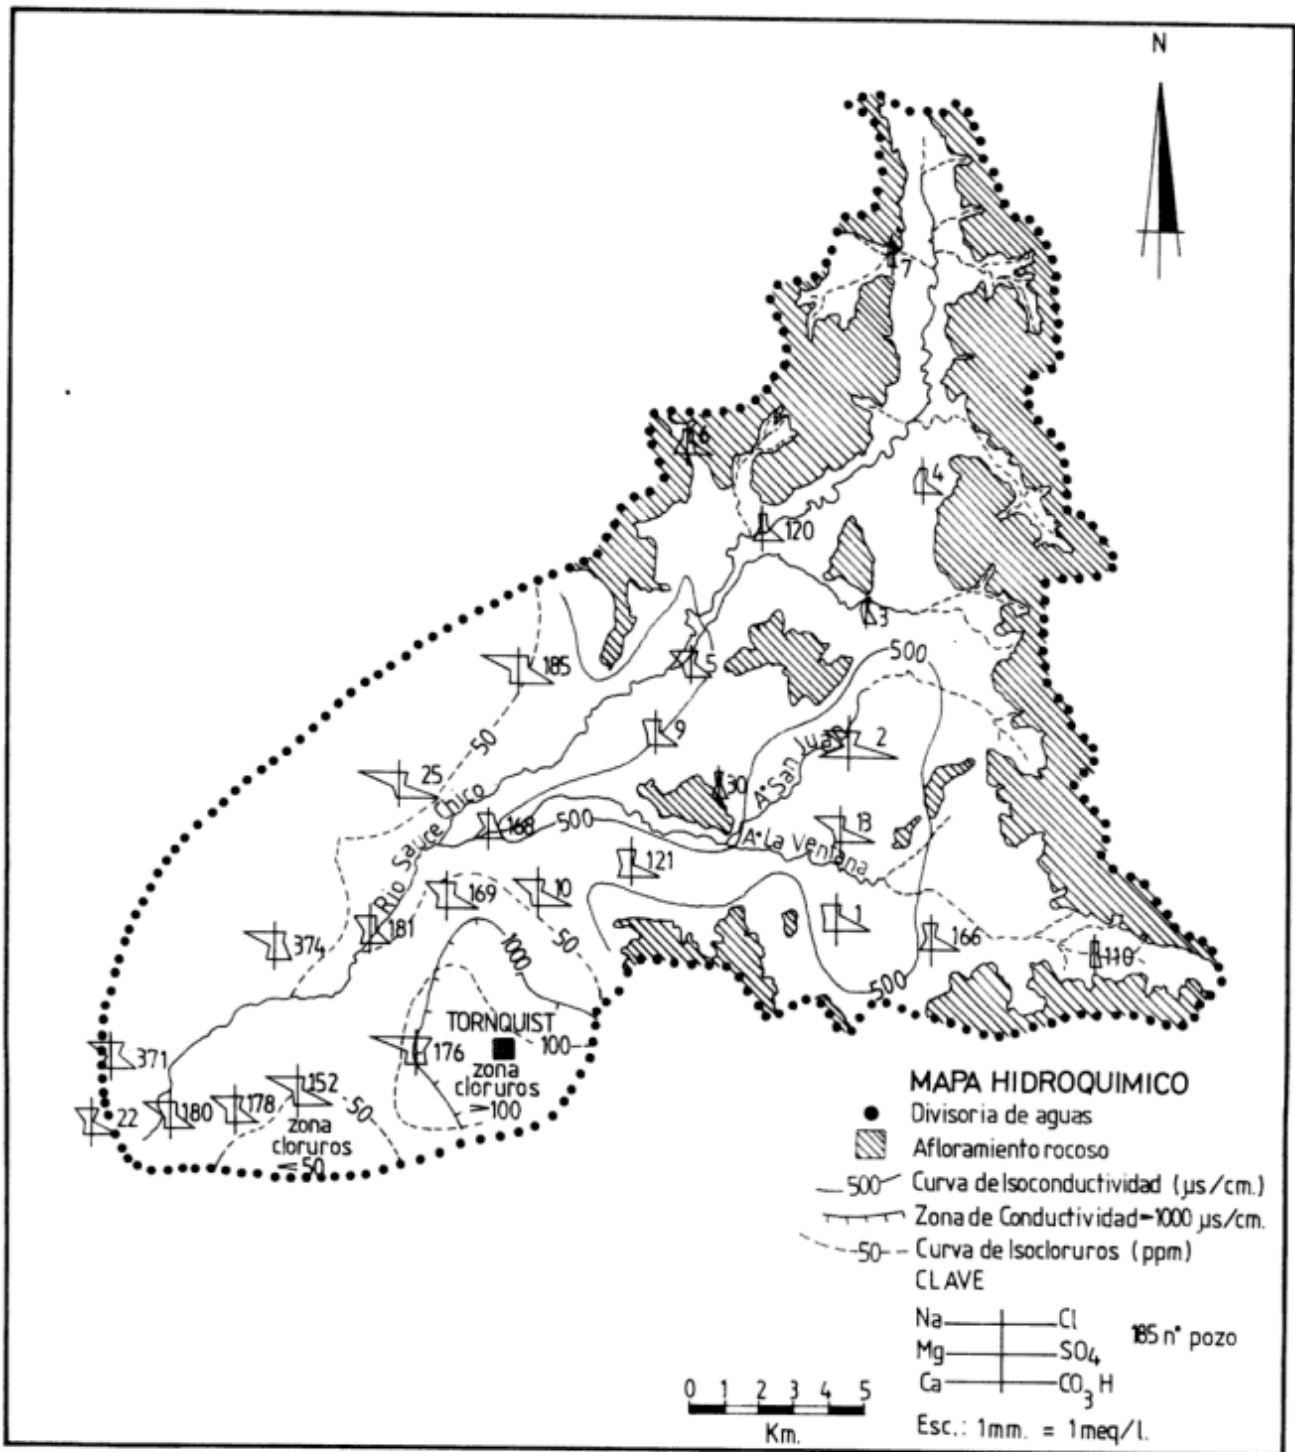 N
7
6
4
120
3
500
185
5
9
50
2
A° San Juan
25
30
Rio Sauce Chico
168
500
13
A° La Ventana
121
169
10
1
181
374
1000
50
166
110
500
TORNQUIST
100
176
zona
cloruros
>100
371
152
22
180
178
50
zona
cloruros
≤50
MAPA HIDROQUIMICO
Divisoria de aguas
Afloramiento rocoso
500 Curva de Isoconductividad (µs/cm.)
Zona de Conductividad=1000 µs/cm.
50 Curva de Isocloruros (ppm)
CLAVE
Na Cl
185 n° pozo
Mg SO4
Ca CO3H
0 1 2 3 4 5
Km.
Esc.: 1mm. = 1meq/l.